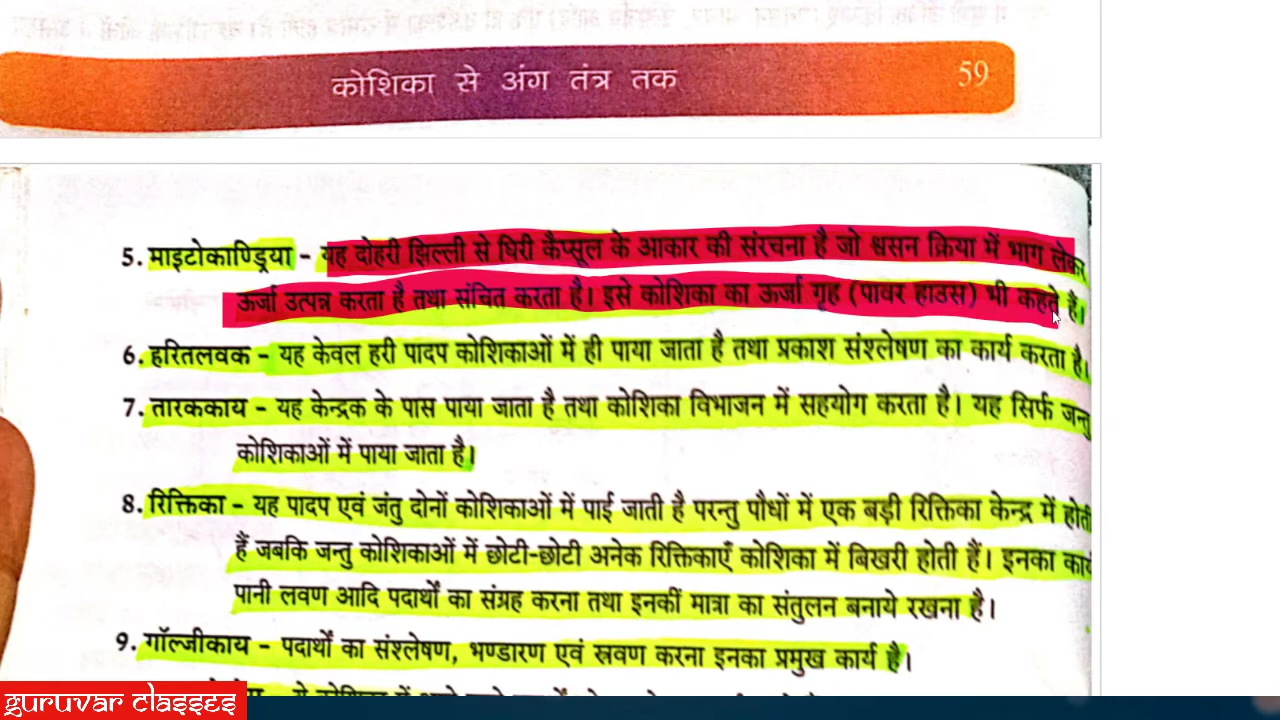 कोशिका से अंग तंत्र तक 59
5. माइटोकाण्ड्रिया - यह दोहरी झिल्ली से घिरी कैप्सूल के आकार की संरचना है जो श्वसन क्रिया में भाग लेकर
ऊर्जा उत्पन्न करता है तथा संचित करता है। इसे कोशिका का ऊर्जा गृह (पावर हाउस) भी कहते है।
6. हरितलवक - यह केवल हरी पादप कोशिकाओं में ही पाया जाता है तथा प्रकाश संश्लेषण का कार्य करता है।
7. तारककाय - यह केन्द्रक के पास पाया जाता है तथा कोशिका विभाजन में सहयोग करता है। यह सिर्फ जन्तु
कोशिकाओं में पाया जाता है।
8. रिक्तिका - यह पादप एवं जंतु दोनों कोशिकाओं में पाई जाती है परन्तु पौधों में एक बड़ी रिक्तिका केन्द्र में होती
हैं जबकि जन्तु कोशिकाओं में छोटी-छोटी अनेक रिक्तिकाएँ कोशिका में बिखरी होती हैं। इनका कार्य
पानी लवण आदि पदार्थों का संग्रह करना तथा इनकीं मात्रा का संतुलन बनाये रखना है।
9. गॉल्जीकाय - पदार्थों का संश्लेषण, भण्डारण एवं स्रवण करना इनका प्रमुख कार्य है।
guruvar classes